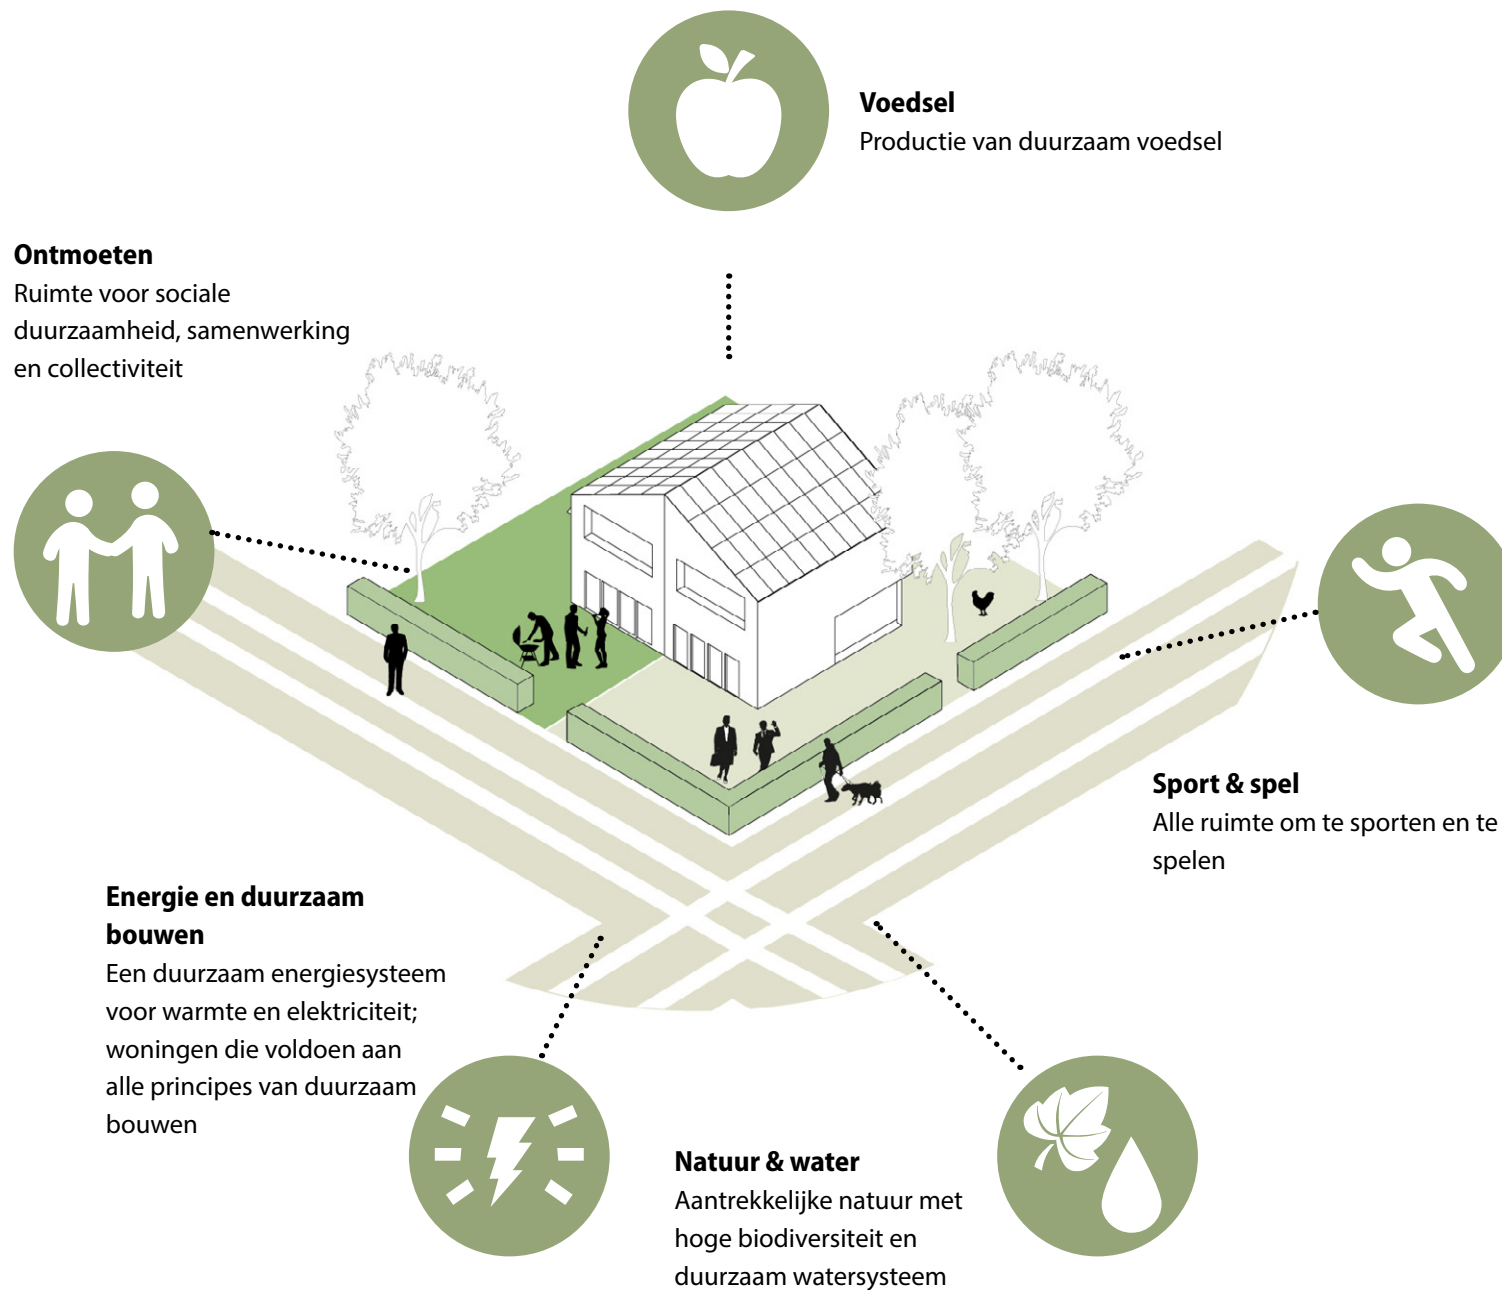 Voedsel
Productie van duurzaam voedsel
Ontmoeten
Ruimte voor sociale
duurzaamheid, samenwerking
en collectiviteit
Sport & spel
Alle ruimte om te sporten en te
spelen
Energie en duurzaam
bouwen
Een duurzaam energiesysteem
voor warmte en elektriciteit;
woningen die voldoen aan
alle principes van duurzaam
bouwen
Natuur & water
Aantrekkelijke natuur met
hoge biodiversiteit en
duurzaam watersysteem